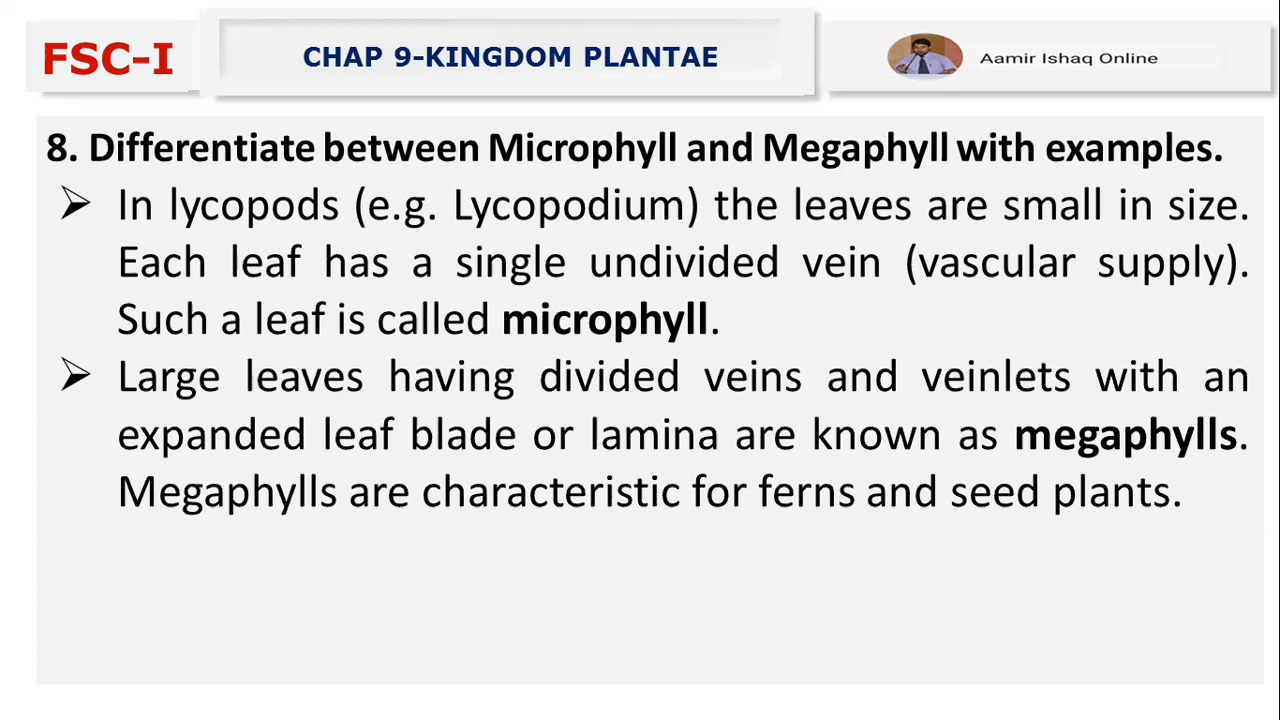 FSC-I
CHAP 9-KINGDOM PLANTAE
Aamir Ishaq Online
8. Differentiate between Microphyll and Megaphyll with examples.
➢ In lycopods (e.g. Lycopodium) the leaves are small in size.
Each leaf has a single undivided vein (vascular supply).
Such a leaf is called microphyll.
➢ Large leaves having divided veins and veinlets with an
expanded leaf blade or lamina are known as megaphylls.
Megaphylls are characteristic for ferns and seed plants.